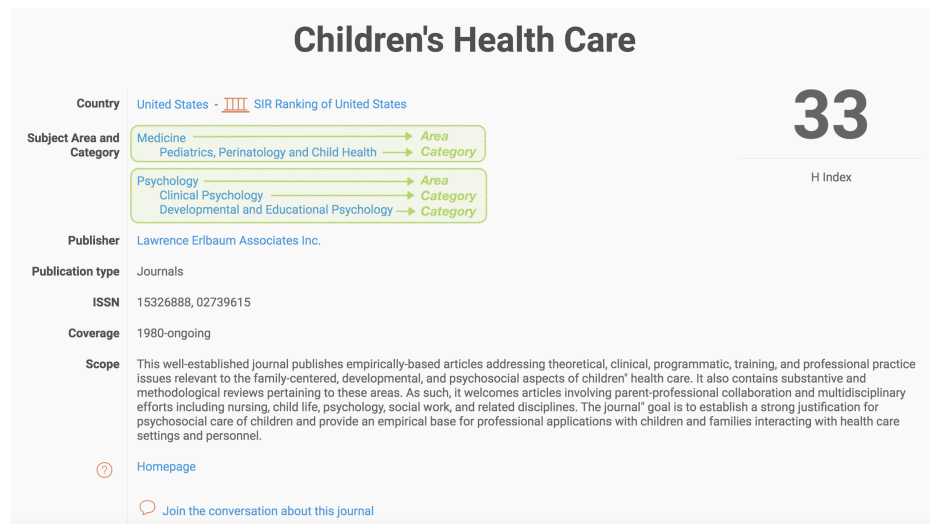 Children's Health Care
Country United States - SIR Ranking of United States
33
H Index
Subject Area and Category
Medicine Area
Pediatrics, Perinatology and Child Health Category
Psychology Area
Clinical Psychology Category
Developmental and Educational Psychology Category
Publisher Lawrence Erlbaum Associates Inc.
Publication type Journals
ISSN 15326888, 02739615
Coverage 1980-ongoing
Scope This well-established journal publishes empirically-based articles addressing theoretical, clinical, programmatic, training, and professional practice
issues relevant to the family-centered, developmental, and psychosocial aspects of children" health care. It also contains substantive and
methodological reviews pertaining to these areas. As such, it welcomes articles involving parent-professional collaboration and multidisciplinary
efforts including nursing, child life, psychology, social work, and related disciplines. The journal" goal is to establish a strong justification for
psychosocial care of children and provide an empirical base for professional applications with children and families interacting with health care
settings and personnel.
? Homepage
Join the conversation about this journal